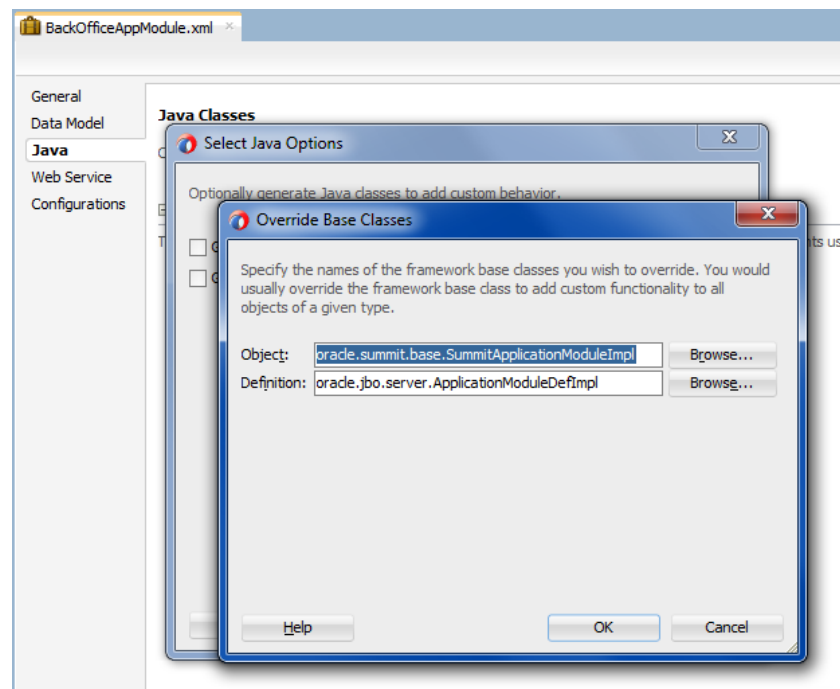 BackOfficeAppModule.xml
General
Data Model
Java
Web Service
Configurations
Java Classes
Select Java Options
Optionally generate Java classes to add custom behavior.
Override Base Classes
Specify the names of the framework base classes you wish to override. You would
usually override the framework base class to add custom functionality to all
objects of a given type.
Object: oracle.summit.base.SummitApplicationModuleImpl Browse...
Definition: oracle.jbo.server.ApplicationModuleDefImpl Browse...
Help OK Cancel